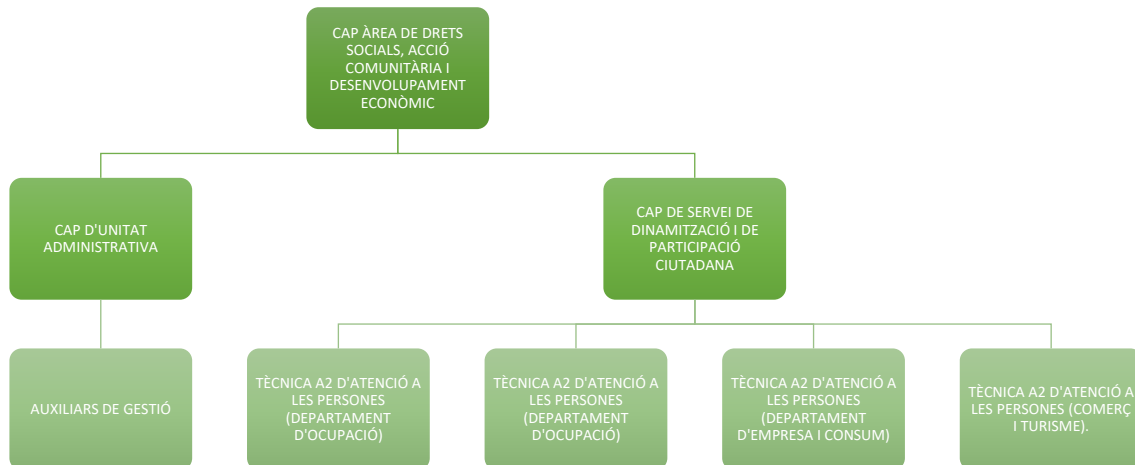 CAP ÀREA DE DRETS
SOCIALS, ACCIÓ
COMUNITÀRIA I
DESENVOLUPAMENT
ECONÒMIC
CAP D'UNITAT
ADMINISTRATIVA
CAP DE SERVEI DE
DINAMITZACIÓ I DE
PARTICIPACIÓ
CIUTADANA
AUXILIARS DE GESTIÓ
TÈCNICA A2 D'ATENCIÓ A
LES PERSONES
(DEPARTAMENT
D'OCUPACIÓ)
TÈCNICA A2 D'ATENCIÓ A
LES PERSONES
(DEPARTAMENT
D'OCUPACIÓ)
TÈCNICA A2 D'ATENCIÓ A
LES PERSONES
(DEPARTAMENT
D'EMPRESA I CONSUM)
TÈCNICA A2 D'ATENCIÓ A
LES PERSONES (COMERÇ
I TURISME).